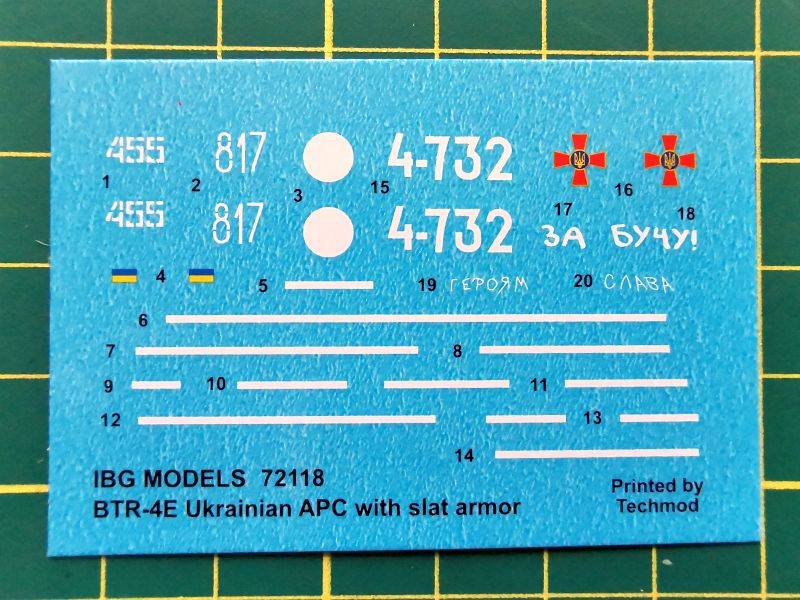 455 817 4-732
1 2 3 15 16
455 817 4-732 17 18
ЗА БУЧУ!
4 5 19 ГЕРОЯМ 20 СЛАВА
6
7 8
9 10 11
12 13
14
IBG MODELS 72118
BTR-4E Ukrainian APC with slat armor
Printed by
Techmod